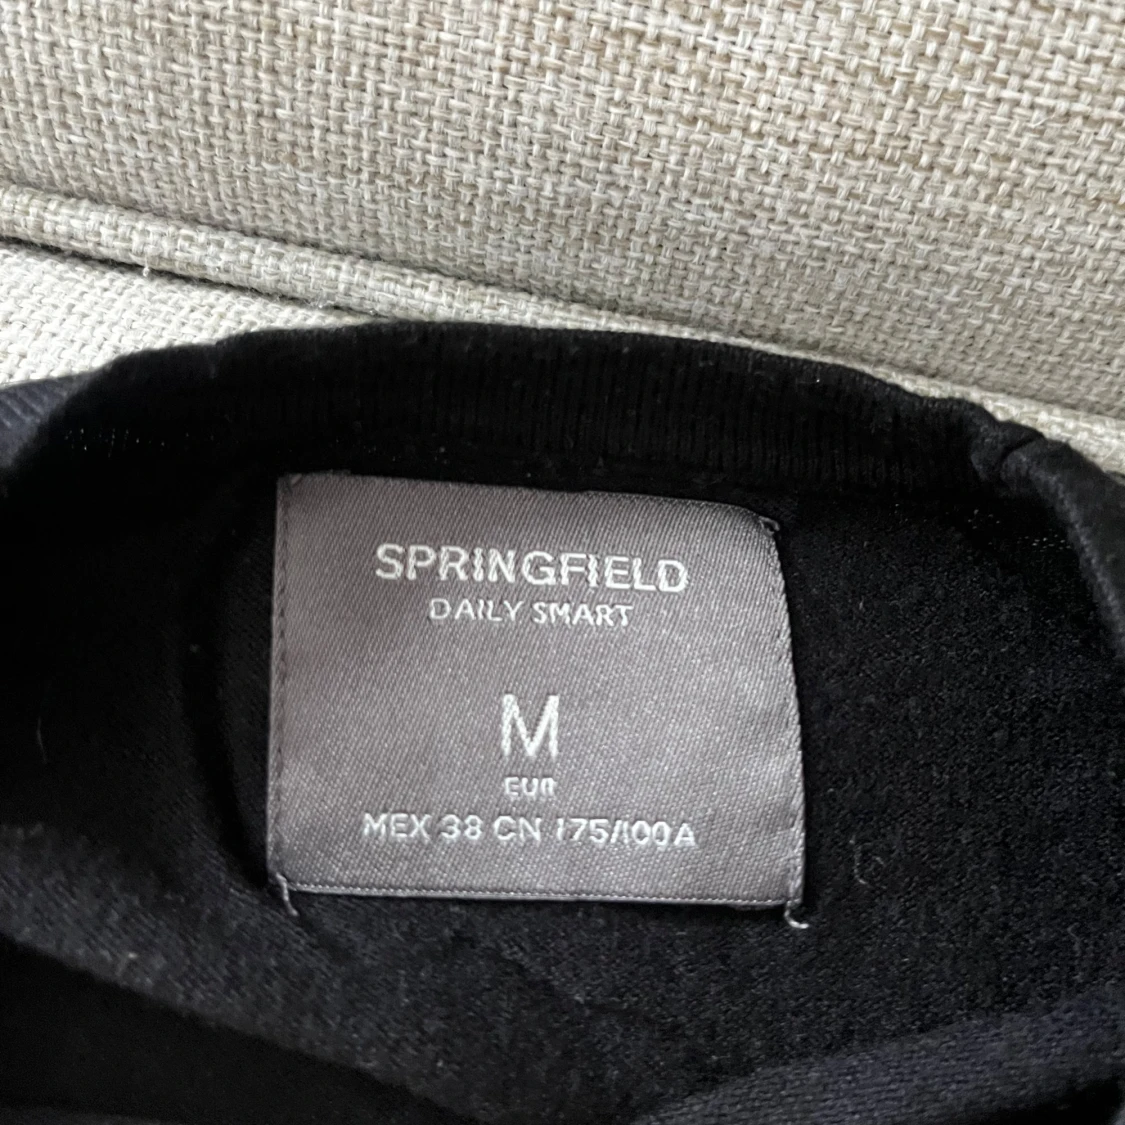 SPRINGFIELD
DAILY SMART
M
EUR
MEX 38 CN 175/100A